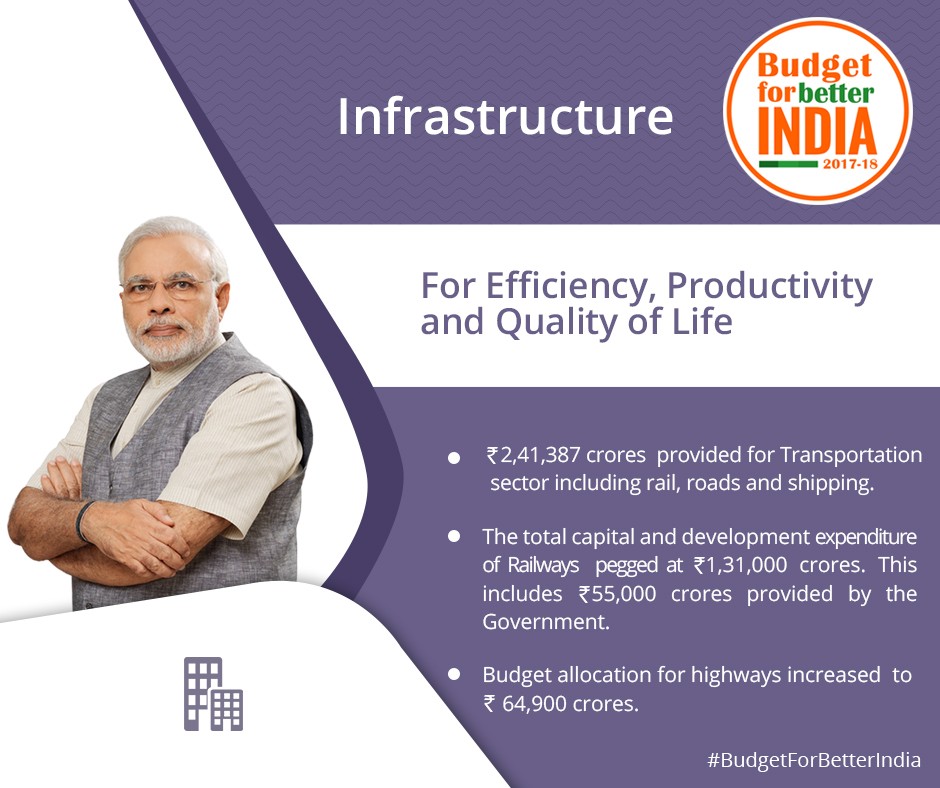 Infrastructure
Budget
for better
INDIA
2017-18
For Efficiency, Productivity
and Quality of Life
₹2,41,387 crores provided for Transportation
sector including rail, roads and shipping.
The total capital and development expenditure
of Railways pegged at ₹1,31,000 crores. This
includes ₹55,000 crores provided by the
Government.
Budget allocation for highways increased to
₹ 64,900 crores.
#BudgetForBetterIndia